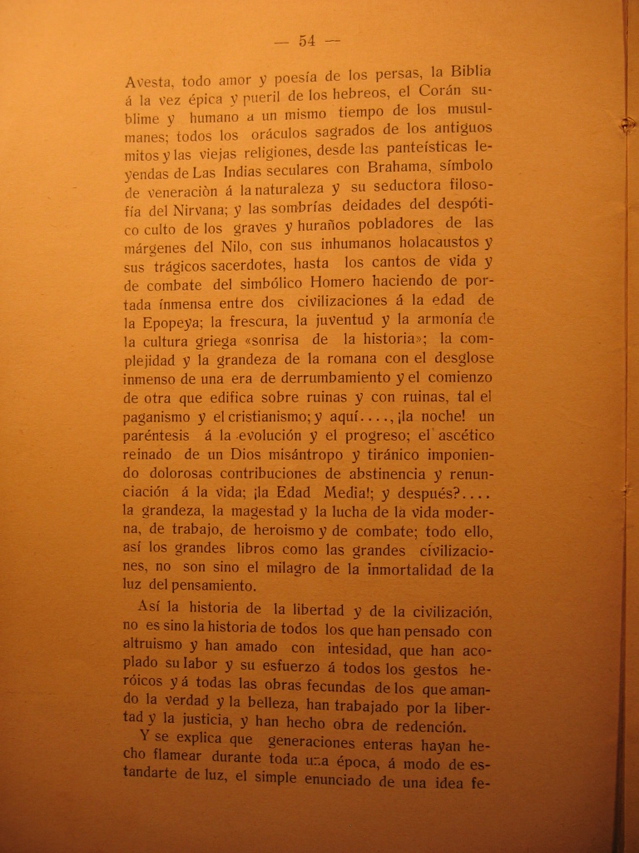 — 54 —
Avesta, todo amor y poesía de los persas, la Biblia
á la vez épica y pueril de los hebreos, el Corán su-
blime y humano a un mismo tiempo de los musul-
manes; todos los oráculos sagrados de los antiguos
mitos y las viejas religiones, desde las panteísticas le-
yendas de Las Indias seculares con Brahama, símbolo
de veneraciòn á la naturaleza y su seductora filoso-
fía del Nirvana; y las sombrías deidades del despóti-
co culto de los graves y huraños pobladores de las
márgenes del Nilo, con sus inhumanos holacaustos y
sus trágicos sacerdotes, hasta los cantos de vida y
de combate del simbólico Homero haciendo de por-
tada ínmensa entre dos civilizaciones á la edad de
la Epopeya; la frescura, la juventud y la armonía de
la cultura griega «sonrisa de la historia»; la com-
plejidad y la grandeza de la romana con el desglose
inmenso de una era de derrumbamiento y el comienzo
de otra que edifica sobre ruinas y con ruinas, tal el
paganismo y el cristianismo; y aquí...., ¡la noche! un
paréntesis á la evolución y el progreso; el ascético
reinado de un Dios misántropo y tiránico imponien-
do dolorosas contribuciones de abstinencia y renun-
ciación á la vida; ¡la Edad Media!; y después?....
la grandeza, la magestad y la lucha de la vida moder-
na, de trabajo, de heroismo y de combate; todo ello,
así los grandes libros como las grandes cívilizacio-
nes, no son sino el milagro de la inmortalidad de la
luz del pensamiento.
Así la historia de la libertad y de la civilización,
no es sino la historia de todos los que han pensado con
altruismo y han amado con intesidad, que han aco-
plado su labor y su esfuerzo á todos los gestos he-
róicos y á todas las obras fecundas de los que aman-
do la verdad y la belleza, han trabajado por la liber-
tad y la justicia, y han hecho obra de redención.
Y se explica que generaciones enteras hayan he-
cho flamear durante toda una época, á modo de es-
tandarte de luz, el simple enunciado de una idea fe-